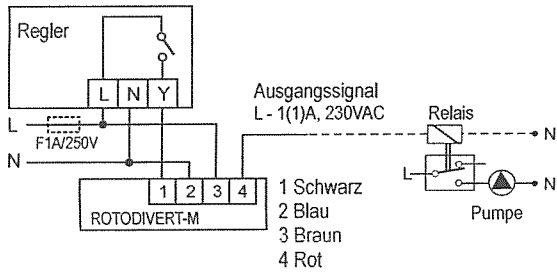 Regler
L N Y
L
F1A/250V
N
Ausgangssignal
L - 1(1)A, 230VAC
Relais
N
L
N
Pumpe
1 2 3 4
ROTODIVERT-M
1 Schwarz
2 Blau
3 Braun
4 Rot